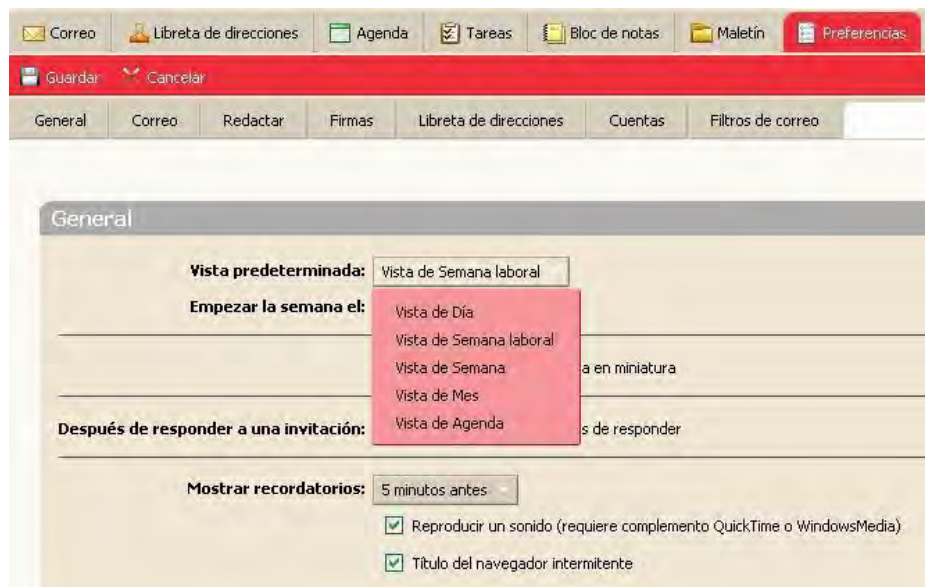 Correo Libreta de direcciones Agenda Tareas Bloc de notas Maletín Preferencias
Guardar Cancelar
General Correo Redactar Firmas Libreta de direcciones Cuentas Filtros de correo
General
Vista predeterminada: Vista de Semana laboral
Empezar la semana el:
Vista de Día
Vista de Semana laboral
Vista de Semana
a en miniatura
Vista de Mes
Vista de Agenda
Después de responder a una invitación: s de responder
Mostrar recordatorios: 5 minutos antes
Reproducir un sonido (requiere complemento QuickTime o WindowsMedia)
Título del navegador intermitente